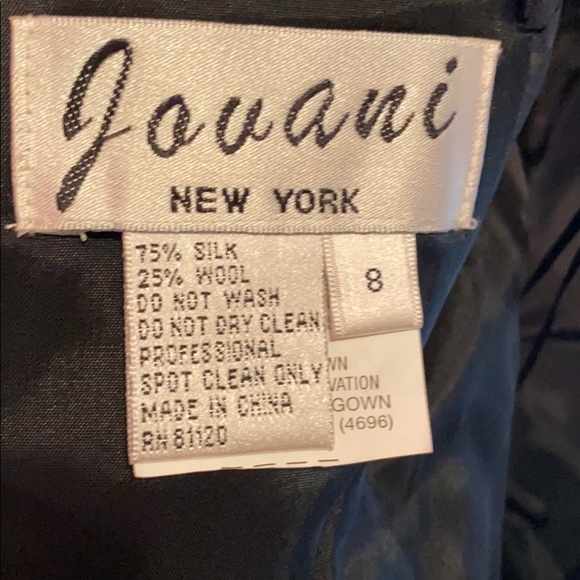 Jovani
NEW YORK
75% SILK
25% WOOL
DO NOT WASH
DO NOT DRY CLEAN
PROFESSIONAL
SPOT CLEAN ONLY
MADE IN CHINA
RN 81120
8
WN
VATION
GOWN
(4696)